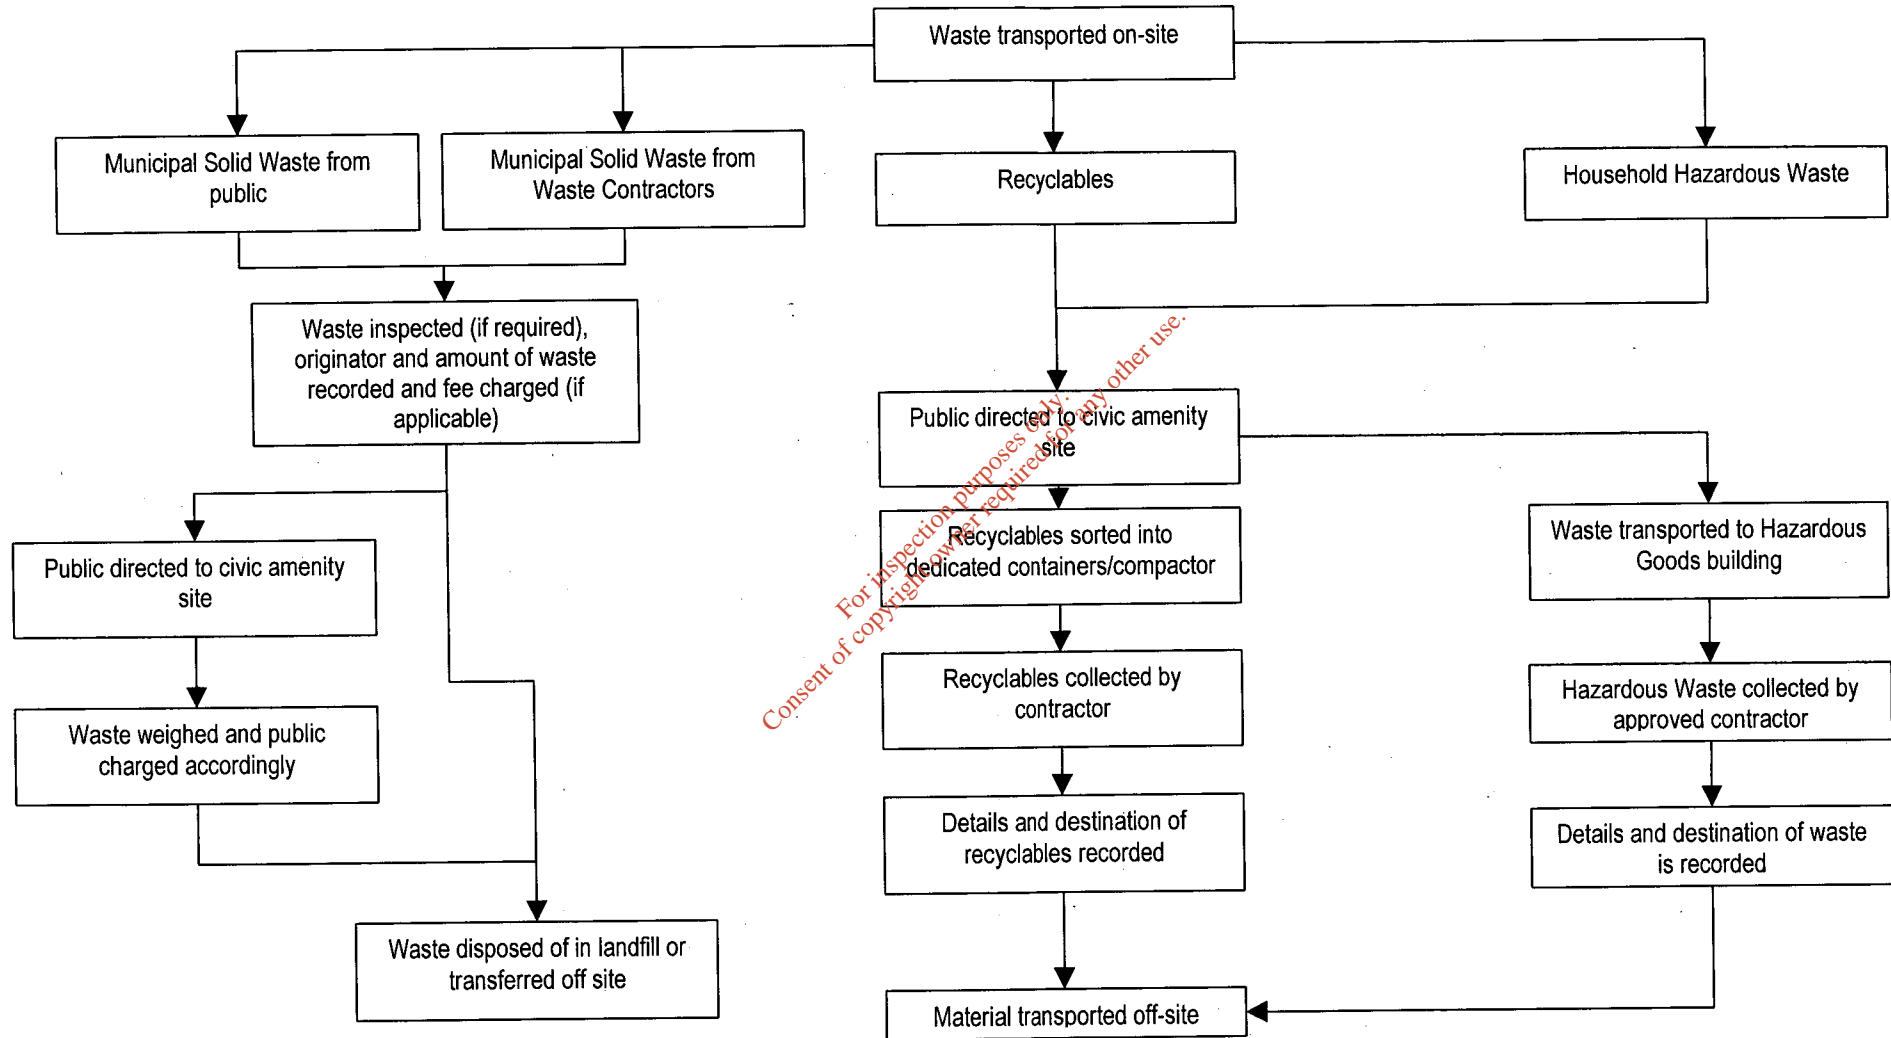 Waste transported on-site
Municipal Solid Waste from
public
Municipal Solid Waste from
Waste Contractors
Recyclables
Household Hazardous Waste
Waste inspected (if required),
originator and amount of waste
recorded and fee charged (if
applicable)
Public directed to civic amenity
site
Waste weighed and public
charged accordingly
Waste disposed of in landfill or
transferred off site
Public directed to civic amenity
site
Recyclables sorted into
dedicated containers/compactor
Recyclables collected by
contractor
Details and destination of
recyclables recorded
Material transported off-site
Waste transported to Hazardous
Goods building
Hazardous Waste collected by
approved contractor
Details and destination of waste
is recorded
For inspection purposes only.
Consent of copyright owner required for any other use.